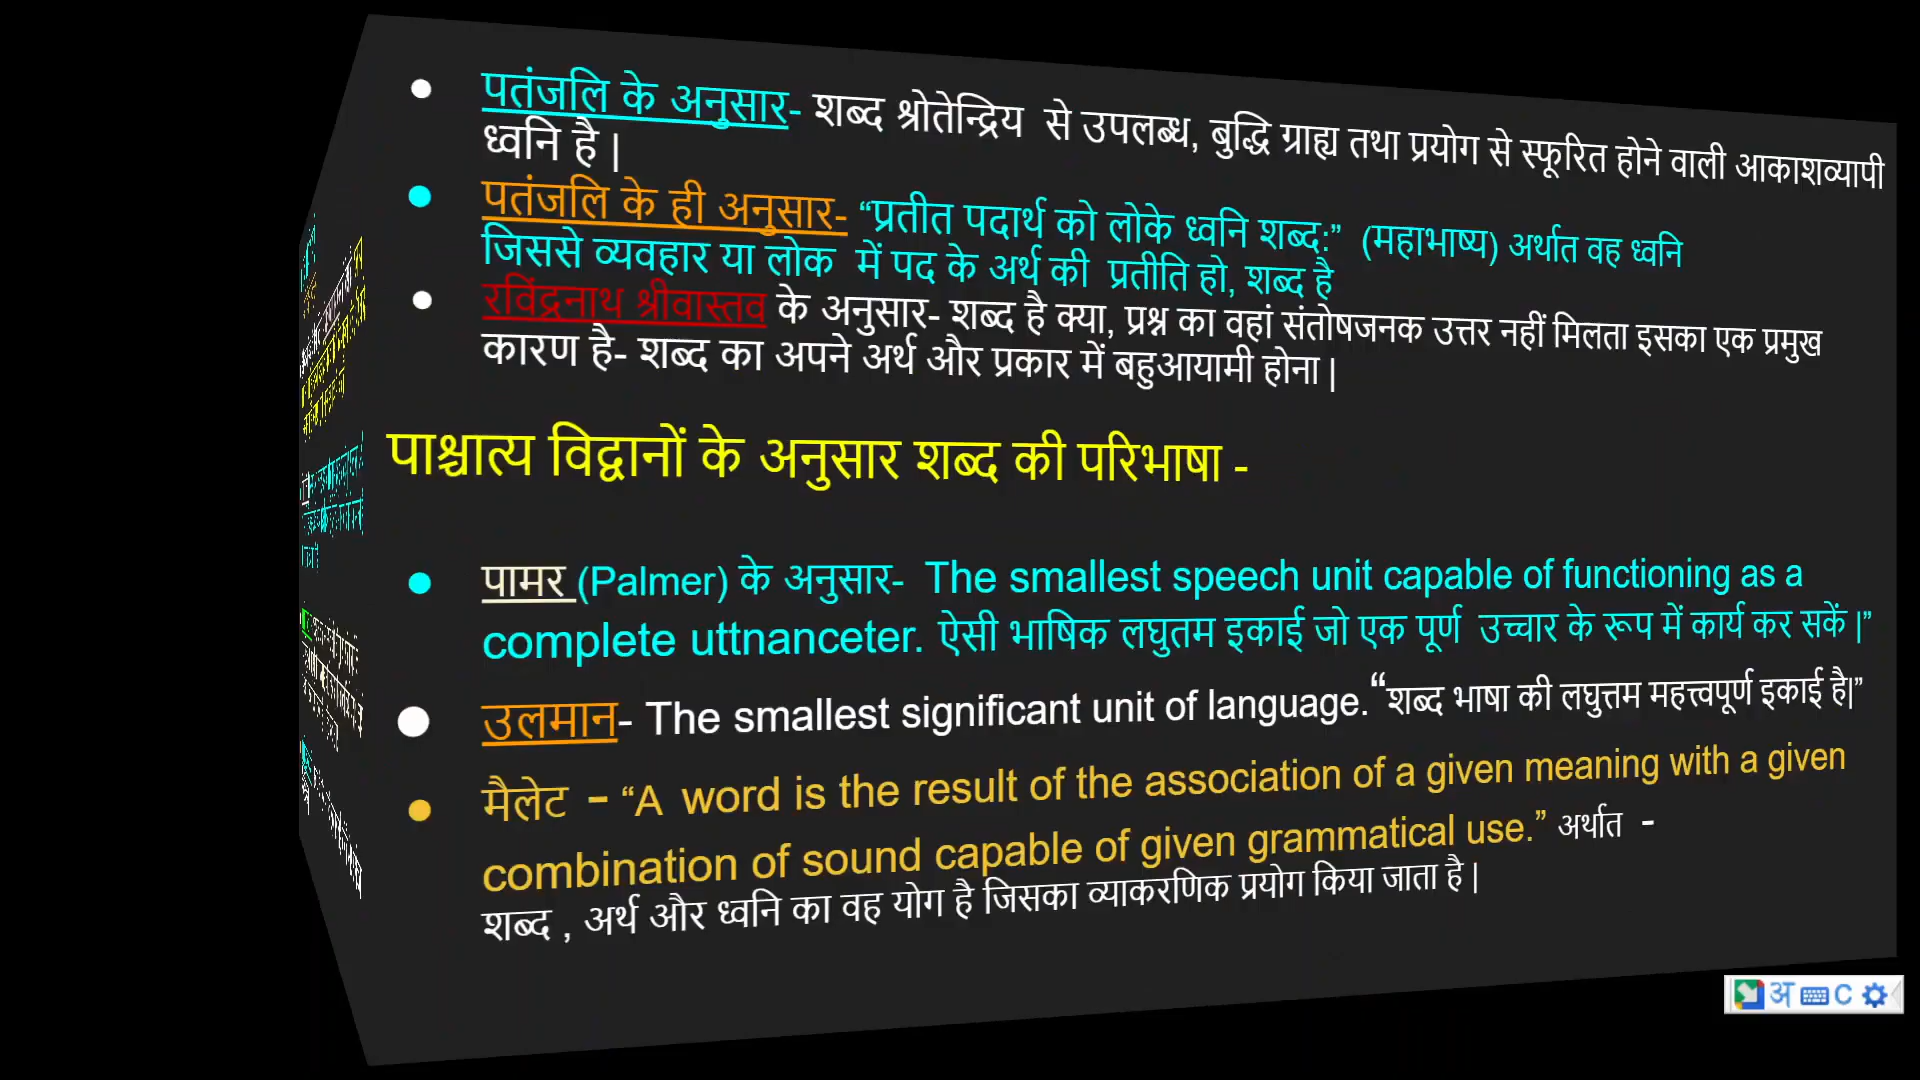 पतंजलि के अनुसार- शब्द श्रोतेन्द्रिय से उपलब्ध, बुद्धि ग्राह्य तथा प्रयोग से स्फूरित होने वाली आकाशव्यापी
ध्वनि है |
पतंजलि के ही अनुसार- “प्रतीत पदार्थ को लोके ध्वनि शब्द:” (महाभाष्य) अर्थात वह ध्वनि
जिससे व्यवहार या लोक में पद के अर्थ की प्रतीति हो, शब्द है
रविंद्रनाथ श्रीवास्तव के अनुसार- शब्द है क्या, प्रश्न का वहां संतोषजनक उत्तर नहीं मिलता इसका एक प्रमुख
कारण है- शब्द का अपने अर्थ और प्रकार में बहुआयामी होना |
पाश्चात्य विद्वानों के अनुसार शब्द की परिभाषा -
पामर (Palmer) के अनुसार- The smallest speech unit capable of functioning as a
complete uttnanceter. ऐसी भाषिक लघुतम इकाई जो एक पूर्ण उच्चार के रूप में कार्य कर सकें |”
उलमान- The smallest significant unit of language.“शब्द भाषा की लघुत्तम महत्त्वपूर्ण इकाई है|”
मैलेट – “A word is the result of the association of a given meaning with a given
combination of sound capable of given grammatical use.” अर्थात -
शब्द , अर्थ और ध्वनि का वह योग है जिसका व्याकरणिक प्रयोग किया जाता है |
अ C